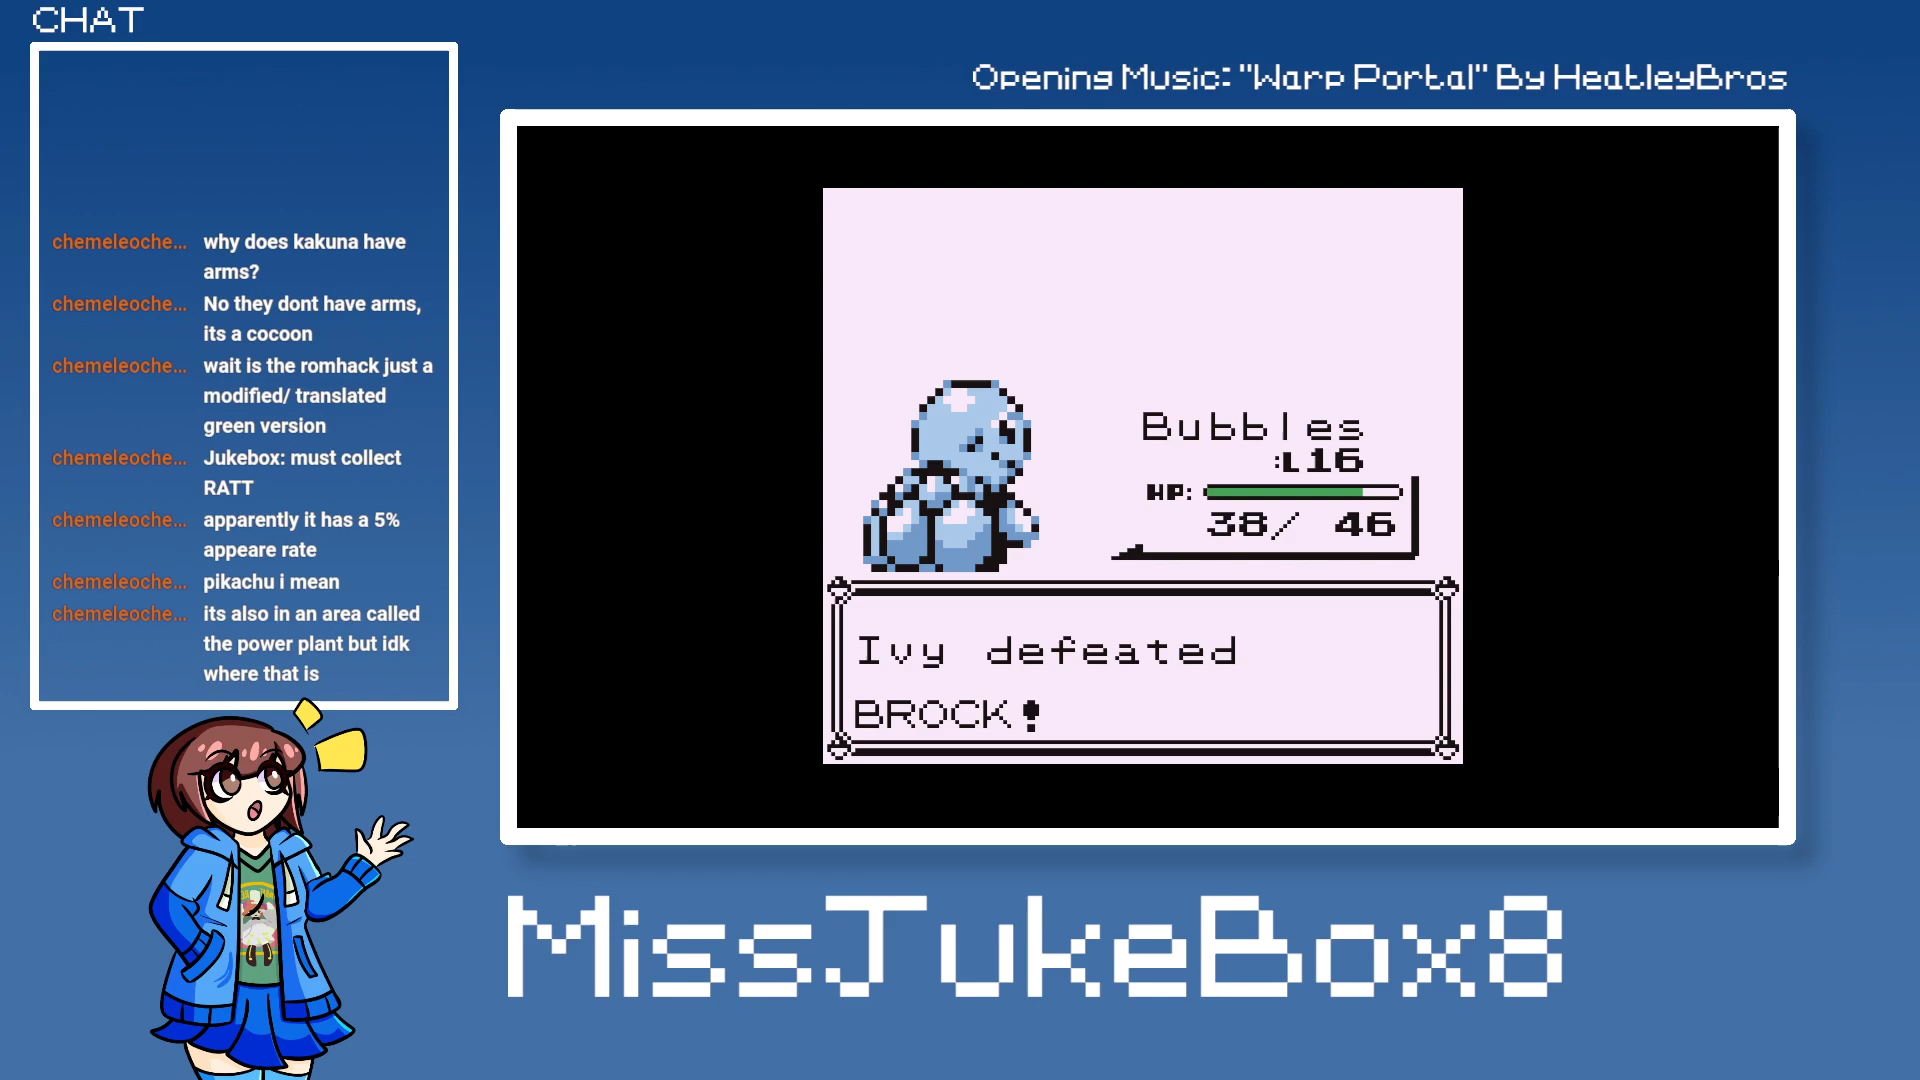 CHAT
Opening Music: "Warp Portal" By HeatleyBros
chemeleoche... why does kakuna have
arms?
chemeleoche... No they dont have arms,
its a cocoon
chemeleoche... wait is the romhack just a
modified/ translated
green version
chemeleoche... Jukebox: must collect
RATT
chemeleoche... apparently it has a 5%
appeare rate
chemeleoche... pikachu i mean
chemeleoche... its also in an area called
the power plant but idk
where that is
Bubbles
:L16
HP:
38/ 46
Ivy defeated
BROCK!
MissJukeBox8